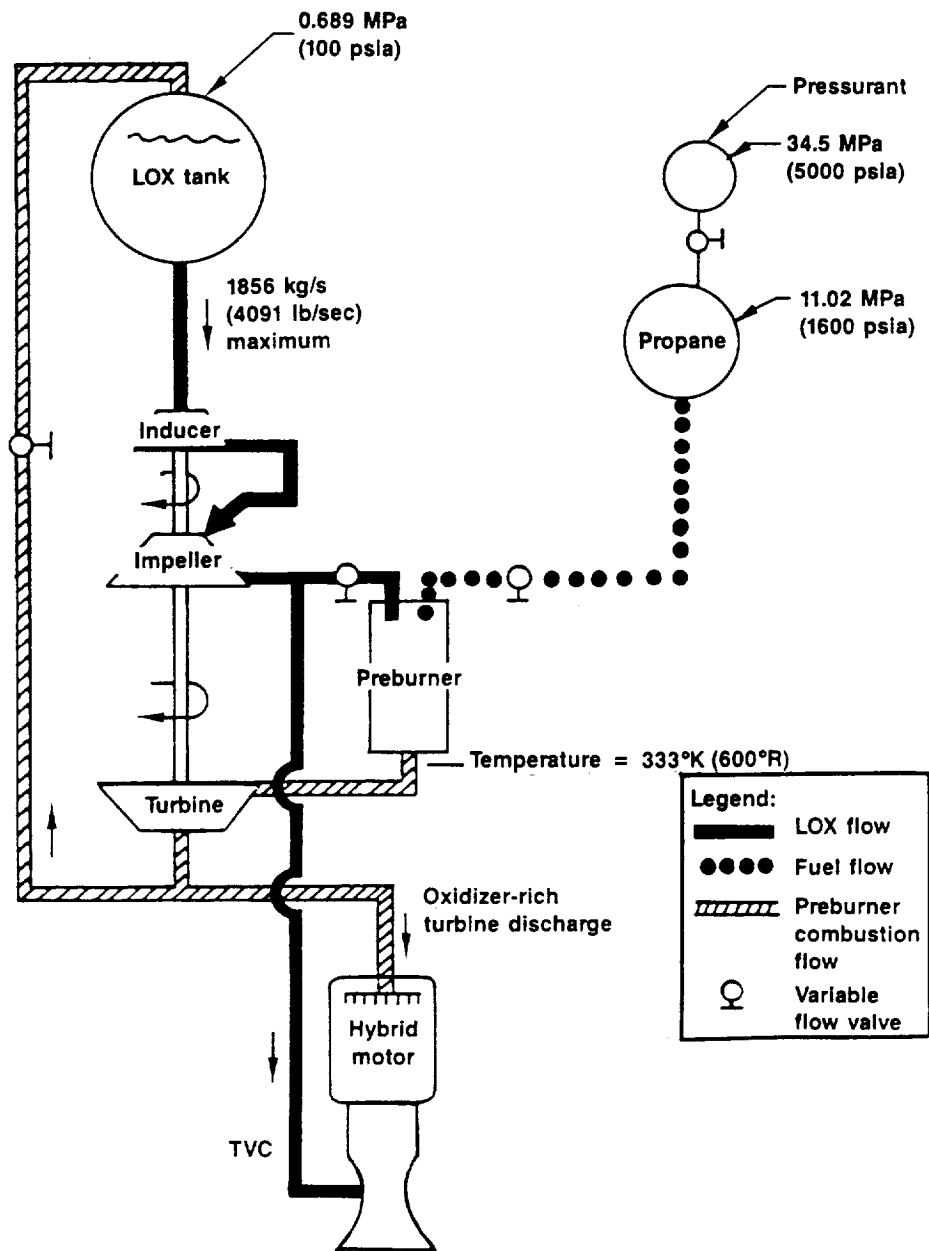 0.689 MPa
(100 psia)
LOX tank
Pressurant
34.5 MPa
(5000 psia)
1856 kg/s
(4091 lb/sec)
maximum
11.02 MPa
(1600 psia)
Propane
Inducer
Impeller
Preburner
Temperature = 333°K (600°R)
Turbine
Legend:
LOX flow
Fuel flow
Preburner
combustion
flow
Variable
flow valve
Oxidizer-rich
turbine discharge
Hybrid
motor
TVC